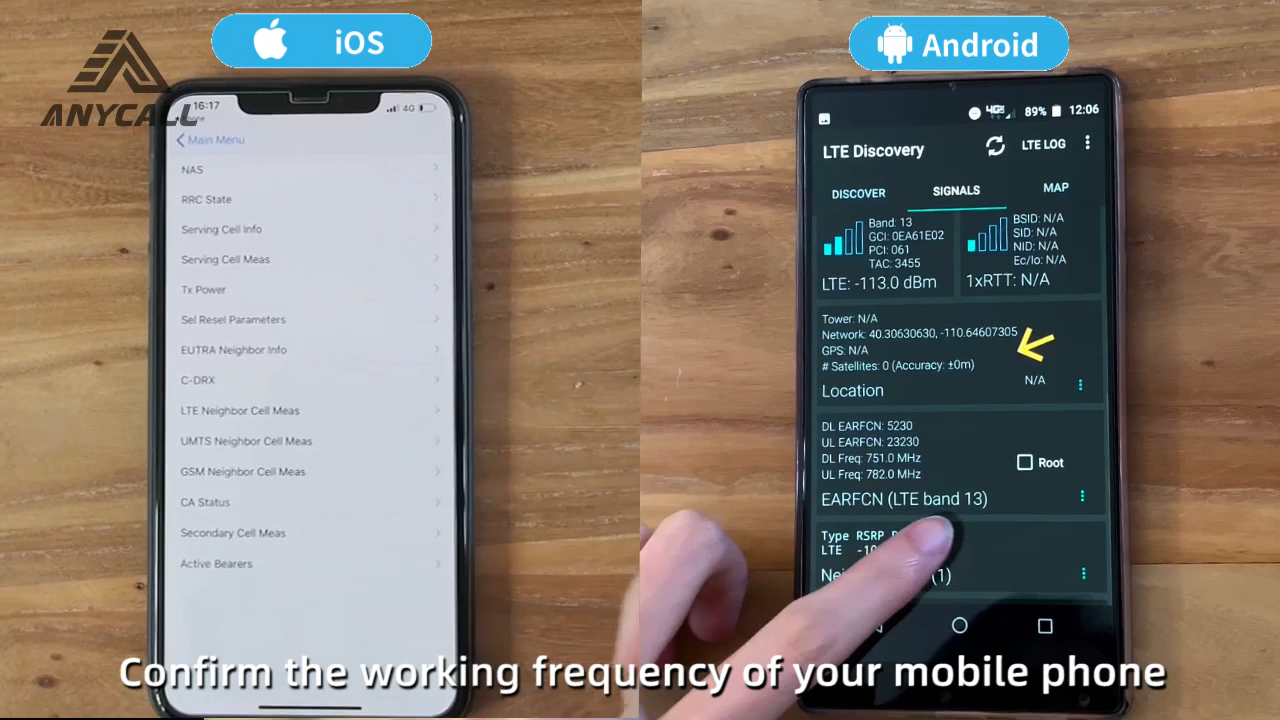 iOS
ANYCALL
16:17
4G
Main Menu
NAS
RRC State
Serving Cell Info
Serving Cell Meas
Tx Power
Sel Resel Parameters
EUTRA Neighbor Info
C-DRX
LTE Neighbor Cell Meas
UMTS Neighbor Cell Meas
GSM Neighbor Cell Meas
CA Status
Secondary Cell Meas
Active Bearers
Android
4G 89% 12:06
LTE Discovery
LTE LOG
DISCOVER SIGNALS MAP
Band: 13
GCI: 0EA61E02
PCI: 061
TAC: 3455
LTE: -113.0 dBm
BSID: N/A
SID: N/A
NID: N/A
Ec/Io: N/A
1xRTT: N/A
Tower: N/A
Network: 40.30630630, -110.64607305
GPS: N/A
# Satellites: 0 (Accuracy: ±0m)
N/A
Location
DL EARFCN: 5230
UL EARFCN: 23230
DL Freq: 751.0 MHz
UL Freq: 782.0 MHz
Root
EARFCN (LTE band 13)
Type RSRP
LTE
(1)
Confirm the working frequency of your mobile phone